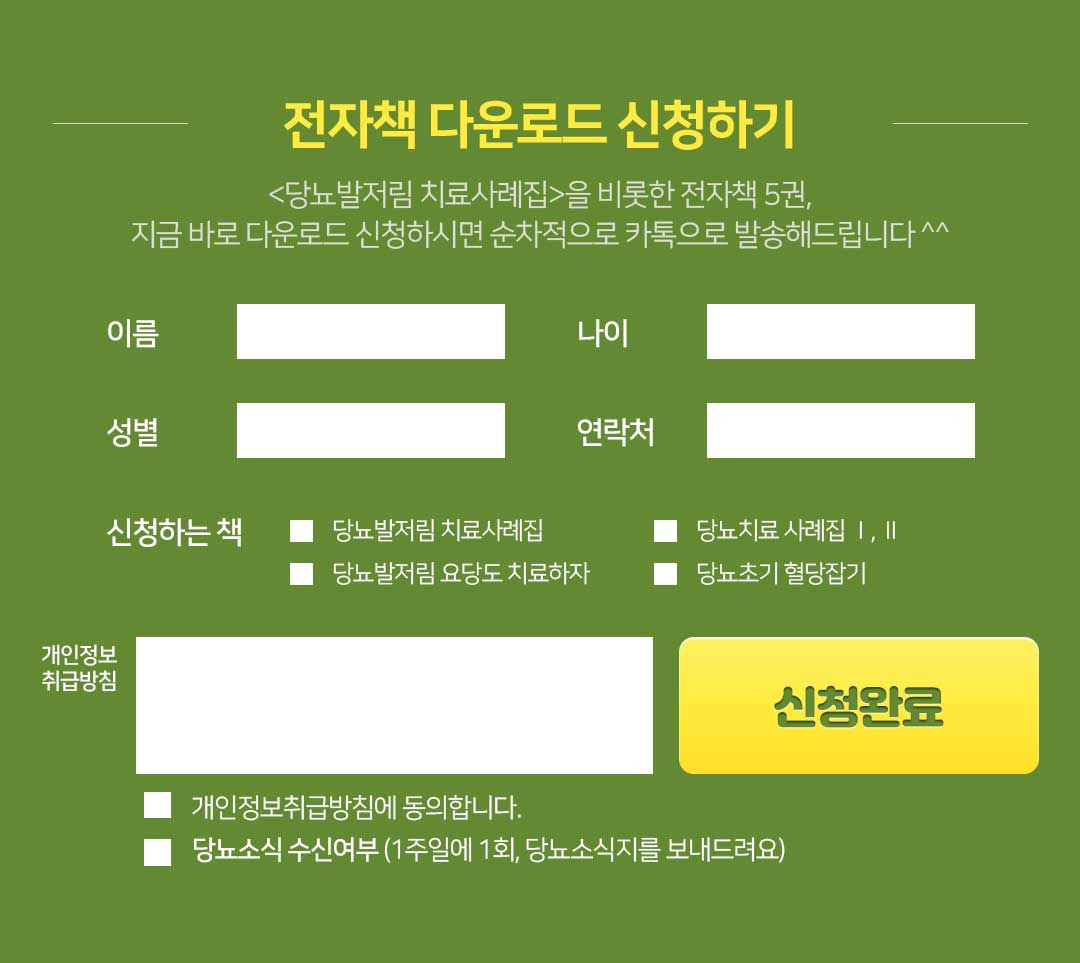 전자책 다운로드 신청하기
<당뇨발저림 치료사례집>을 비롯한 전자책 5권,
지금 바로 다운로드 신청하시면 순차적으로 카톡으로 발송해드립니다 ^^
이름 나이
성별 연락처
신청하는 책 당뇨발저림 치료사례집 당뇨치료 사례집 Ⅰ, Ⅱ
당뇨발저림 요당도 치료하자 당뇨초기 혈당잡기
개인정보
취급방침
신청완료
개인정보취급방침에 동의합니다.
당뇨소식 수신여부 (1주일에 1회, 당뇨소식지를 보내드려요)